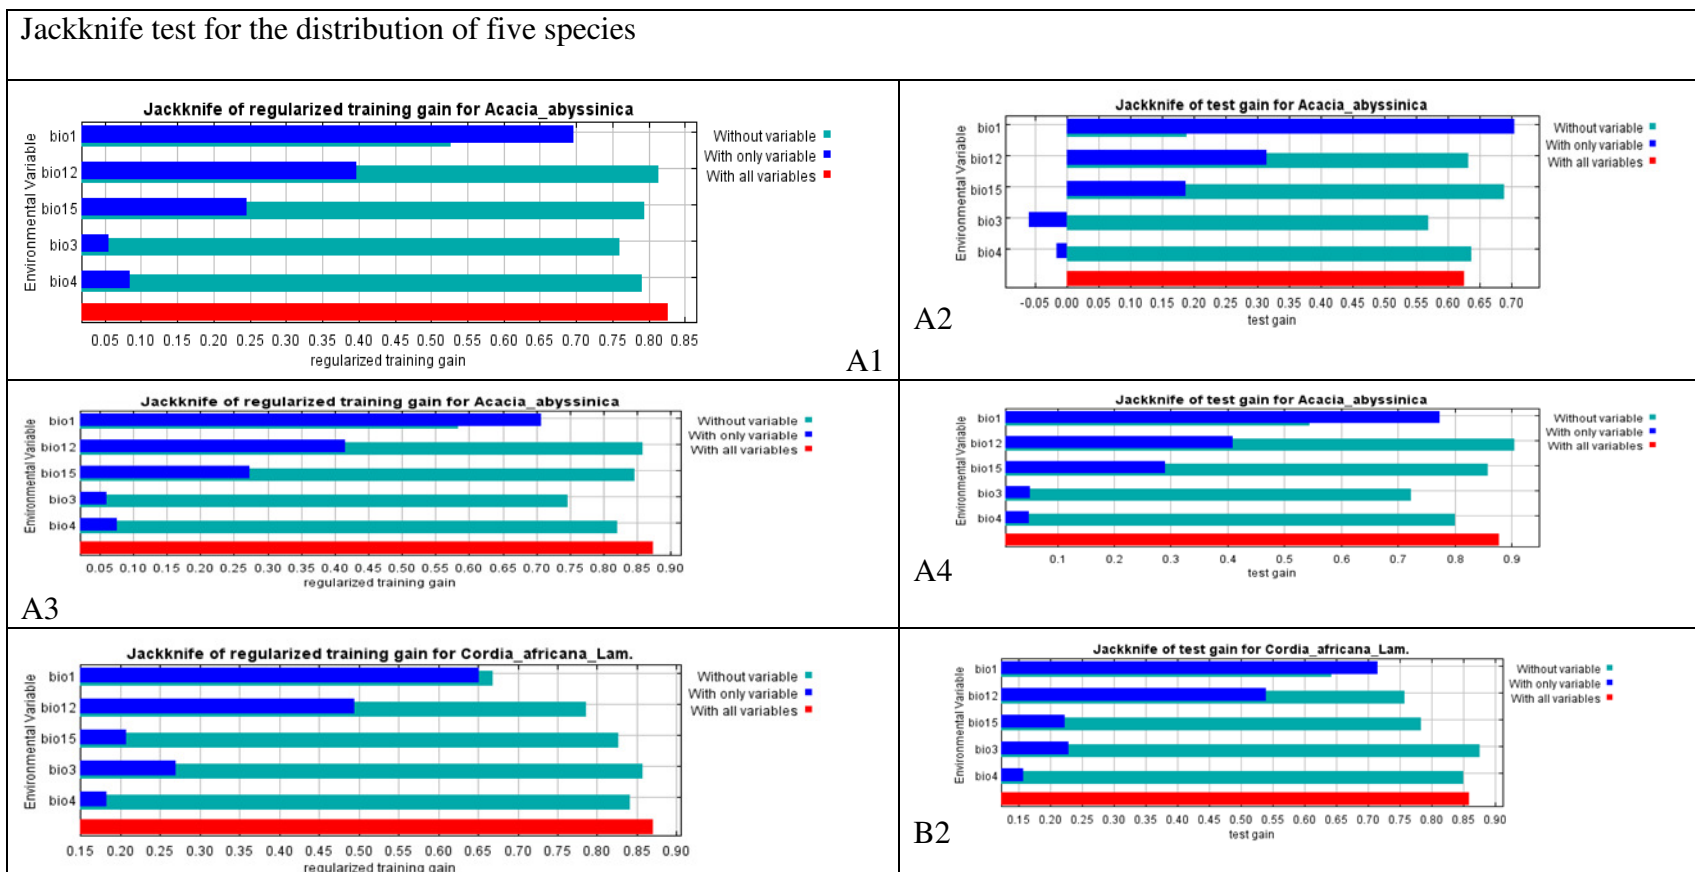 Jackknife test for the distribution of five species
Jackknife of regularized training gain for Acacia_abyssinica
Environmental Variable
bio1
bio12
bio15
bio3
bio4
Without variable
With only variable
With all variables
0.05 0.10 0.15 0.20 0.25 0.30 0.35 0.40 0.45 0.50 0.55 0.60 0.65 0.70 0.75 0.80 0.85
regularized training gain
A1
Jackknife of test gain for Acacia_abyssinica
Environmental Variable
bio1
bio12
bio15
bio3
bio4
Without variable
With only variable
With all variables
-0.05 0.00 0.05 0.10 0.15 0.20 0.25 0.30 0.35 0.40 0.45 0.50 0.55 0.60 0.65 0.70
test gain
A2
Jackknife of regularized training gain for Acacia_abyssinica
Environmental Variable
bio1
bio12
bio15
bio3
bio4
Without variable
With only variable
With all variables
0.05 0.10 0.15 0.20 0.25 0.30 0.35 0.40 0.45 0.50 0.55 0.60 0.65 0.70 0.75 0.80 0.85 0.90
regularized training gain
A3
Jackknife of test gain for Acacia_abyssinica
Environmental Variable
bio1
bio12
bio15
bio3
bio4
Without variable
With only variable
With all variables
0.1 0.2 0.3 0.4 0.5 0.6 0.7 0.8 0.9
test gain
A4
Jackknife of regularized training gain for Cordia_africana_Lam.
Environmental Variable
bio1
bio12
bio15
bio3
bio4
Without variable
With only variable
With all variables
0.15 0.20 0.25 0.30 0.35 0.40 0.45 0.50 0.55 0.60 0.65 0.70 0.75 0.80 0.85 0.90
regularized training gain
Jackknife of test gain for Cordia_africana_Lam.
Environmental Variable
bio1
bio12
bio15
bio3
bio4
Without variable
With only variable
With all variables
0.15 0.20 0.25 0.30 0.35 0.40 0.45 0.50 0.55 0.60 0.65 0.70 0.75 0.80 0.85 0.90
test gain
B2